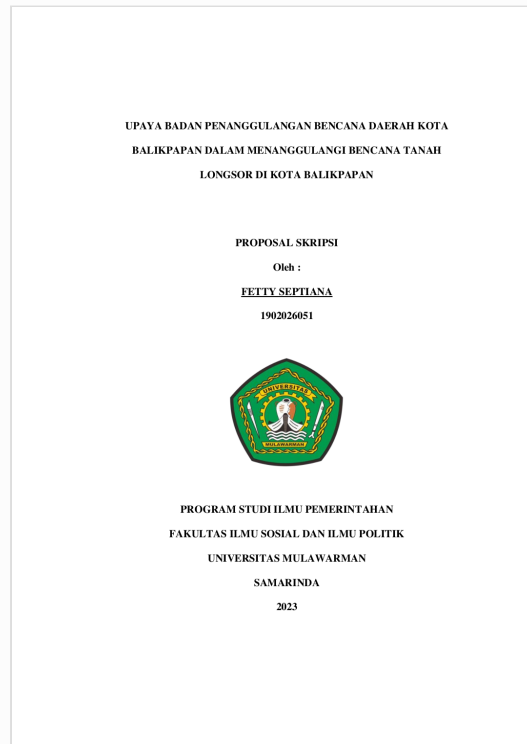 UPAYA BADAN PENANGGULANGAN BENCANA DAERAH KOTA
BALIKPAPAN DALAM MENANGGULANGI BENCANA TANAH
LONGSOR DI KOTA BALIKPAPAN
PROPOSAL SKRIPSI
Oleh :
FETTY SEPTIANA
1902026051
UNIVERSITAS
MULAWARMAN
PROGRAM STUDI ILMU PEMERINTAHAN
FAKULTAS ILMU SOSIAL DAN ILMU POLITIK
UNIVERSITAS MULAWARMAN
SAMARINDA
2023